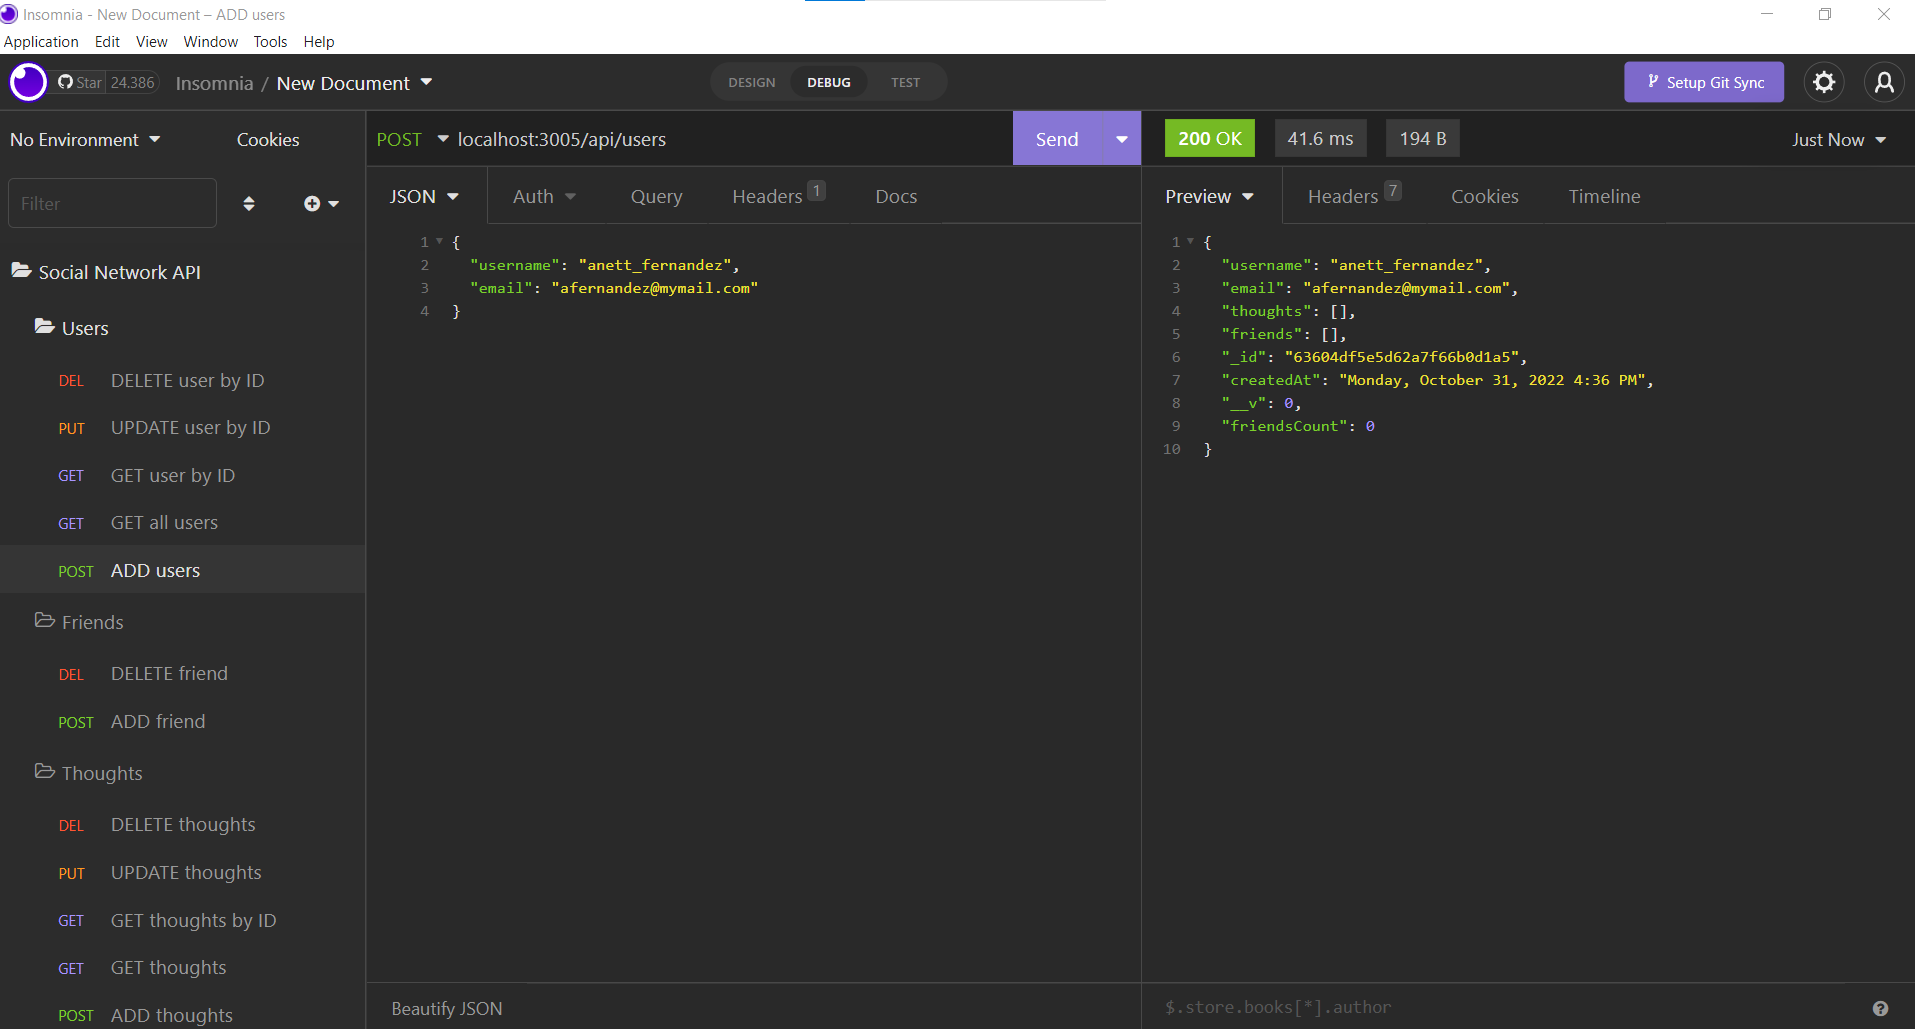 Insomnia - New Document – ADD users
Application Edit View Window Tools Help
Star 24.386 Insomnia / New Document DESIGN DEBUG TEST Setup Git Sync
No Environment Cookies
Filter
Social Network API
Users
DEL DELETE user by ID
PUT UPDATE user by ID
GET GET user by ID
GET GET all users
POST ADD users
Friends
DEL DELETE friend
POST ADD friend
Thoughts
DEL DELETE thoughts
PUT UPDATE thoughts
GET GET thoughts by ID
GET GET thoughts
POST ADD thoughts
POST localhost:3005/api/users Send
JSON Auth Query Headers 1 Docs
1 {
2 "username": "anett_fernandez",
3 "email": "afernandez@mymail.com"
4 }
Beautify JSON
200 OK 41.6 ms 194 B Just Now
Preview Headers 7 Cookies Timeline
1 {
2 "username": "anett_fernandez",
3 "email": "afernandez@mymail.com",
4 "thoughts": [],
5 "friends": [],
6 "_id": "63604df5e5d62a7f66b0d1a5",
7 "createdAt": "Monday, October 31, 2022 4:36 PM",
8 "__v": 0,
9 "friendsCount": 0
10 }
$.store.books[*].author